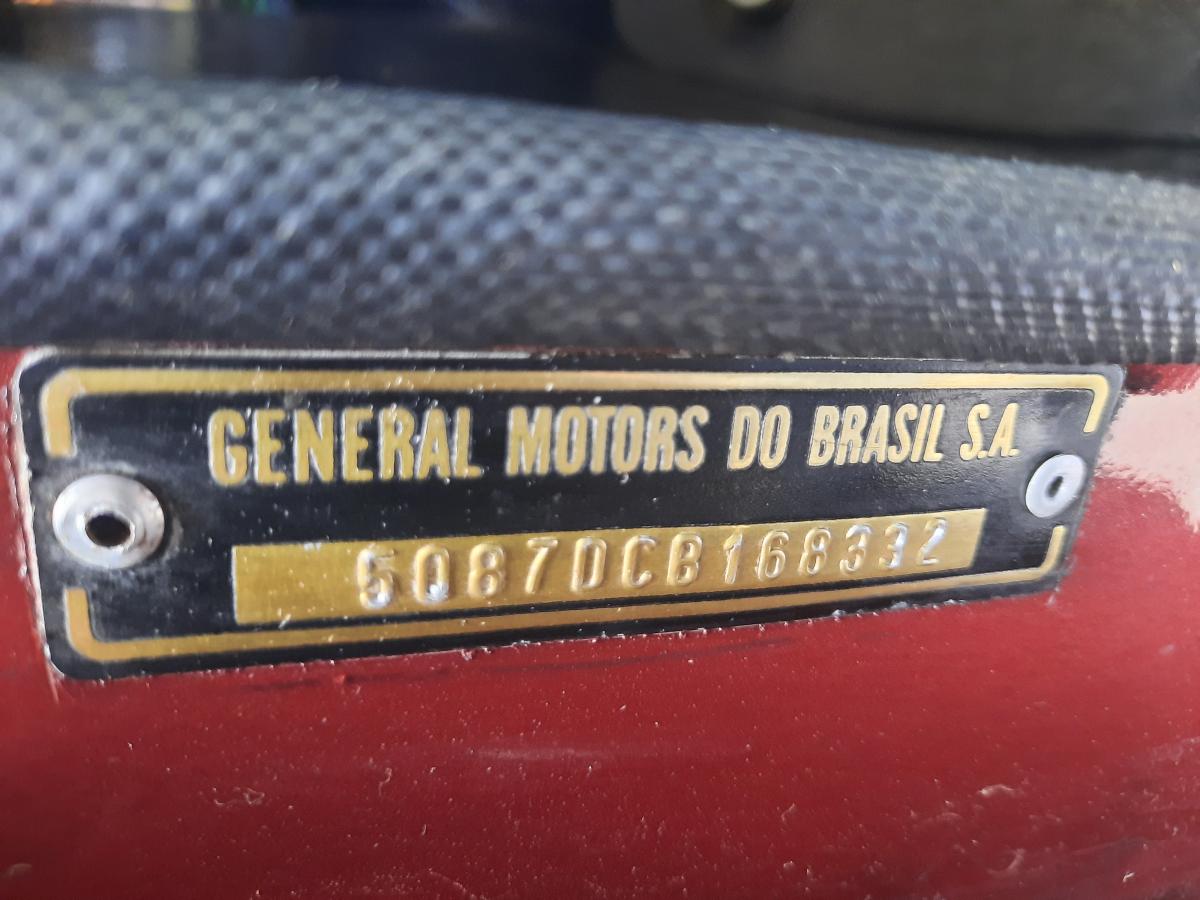 GENERAL MOTORS DO BRASIL S.A.
5087DCB168332